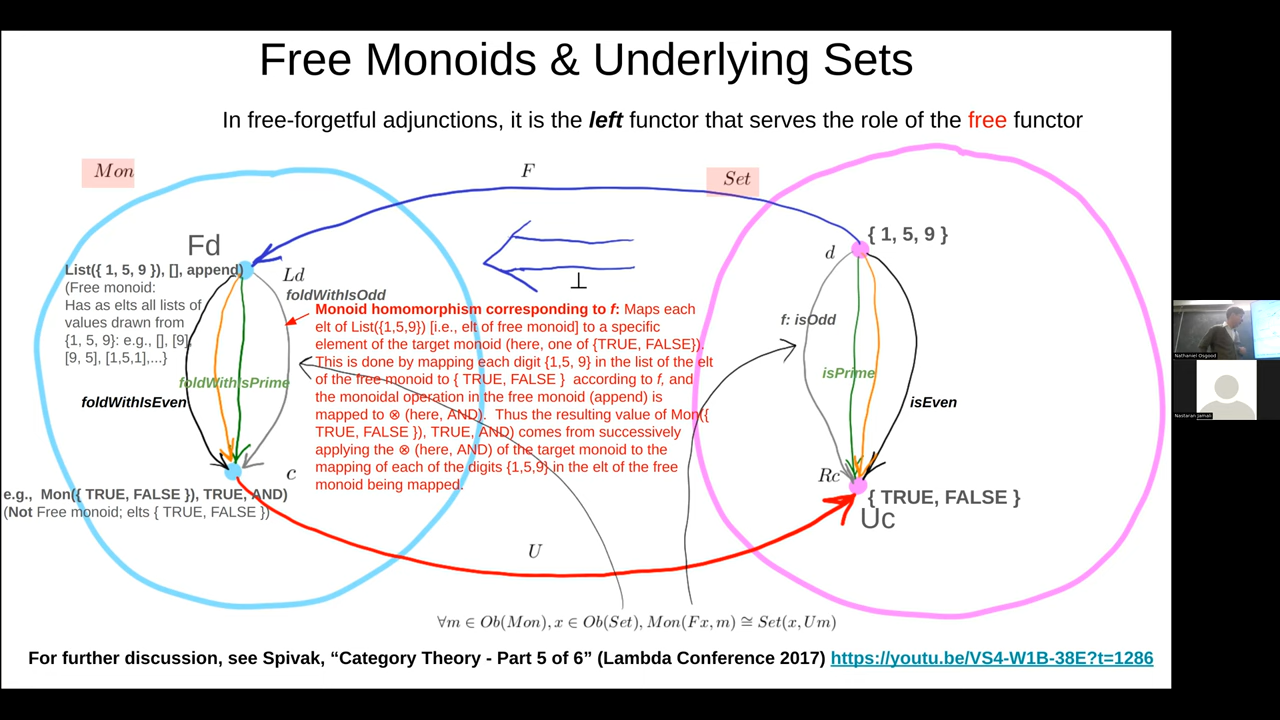 Free Monoids & Underlying Sets
In free-forgetful adjunctions, it is the left functor that serves the role of the free functor
Mon
F
Set
Fd
List({ 1, 5, 9 }), [], append)
(Free monoid:
Has as elts all lists of
values drawn from
{1, 5, 9}: e.g., [], [9],
[9, 5], [1,5,1],...}
Ld
foldWithIsOdd
foldWithIsPrime
foldWithIsEven
c
e.g., Mon({ TRUE, FALSE }), TRUE, AND)
(Not Free monoid; elts { TRUE, FALSE })
⊥
Monoid homomorphism corresponding to f: Maps each
elt of List({1,5,9}) [i.e., elt of free monoid] to a specific
element of the target monoid (here, one of {TRUE, FALSE}).
This is done by mapping each digit {1,5, 9} in the list of the elt
of the free monoid to { TRUE, FALSE } according to f, and
the monoidal operation in the free monoid (append) is
mapped to ⊗ (here, AND). Thus the resulting value of Mon({
TRUE, FALSE }), TRUE, AND) comes from successively
applying the ⊗ (here, AND) of the target monoid to the
mapping of each of the digits {1,5,9} in the elt of the free
monoid being mapped.
{ 1, 5, 9 }
d
f: isOdd
isPrime
isEven
Rc
{ TRUE, FALSE }
Uc
U
∀m ∈ Ob(Mon), x ∈ Ob(Set), Mon(Fx, m) ≅ Set(x, Um)
For further discussion, see Spivak, “Category Theory - Part 5 of 6” (Lambda Conference 2017) https://youtu.be/VS4-W1B-38E?t=1286
Nathaniel Osgood
Nastaran Jamali